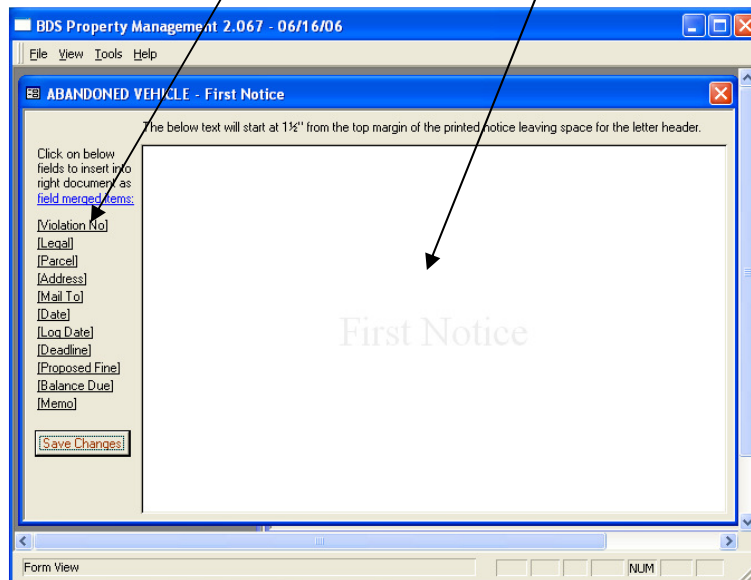 BDS Property Management 2.067 - 06/16/06
File View Tools Help
ABANDONED VEHICLE - First Notice
The below text will start at 1½" from the top margin of the printed notice leaving space for the letter header.
Click on below
fields to insert into
right document as
field merged items:
[Violation No]
[Legal]
[Parcel]
[Address]
[Mail To]
[Date]
[Log Date]
[Deadline]
[Proposed Fine]
[Balance Due]
[Memo]
Save Changes
First Notice
Form View
NUM